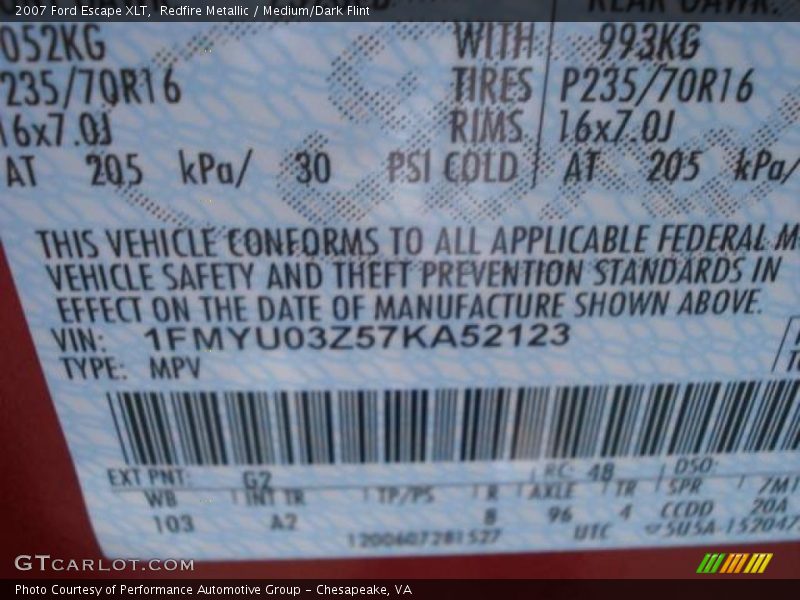 2007 Ford Escape XLT, Redfire Metallic / Medium/Dark Flint
052KG WITH 993KG
235/70R16 TIRES P235/70R16
16x7.0J RIMS 16x7.0J
AT 205 kPa/ 30 PSI COLD AT 205 kPa/
THIS VEHICLE CONFORMS TO ALL APPLICABLE FEDERAL M
VEHICLE SAFETY AND THEFT PREVENTION STANDARDS IN
EFFECT ON THE DATE OF MANUFACTURE SHOWN ABOVE.
VIN: 1FMYU03Z57KA52123
TYPE: MPV
EXT PNT: G2 RC: 48 DSO:
WB INT TR TP/PS R AXLE TR SPR
103 A2 8 96 4 CCDD 20A
1200607281527 UTC
GTCARLOT.COM
Photo Courtesy of Performance Automotive Group - Chesapeake, VA